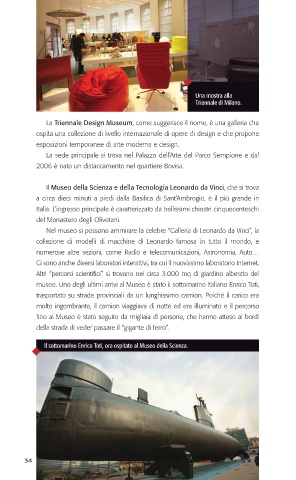 Una mostra alla
Triennale di Milano.
La Triennale Design Museum, come suggerisce il nome, è una galleria che
ospita una collezione di livello internazionale di opere di design e che propone
esposizioni temporanee di arte moderna e design.
La sede principale si trova nel Palazzo dell'Arte del Parco Sempione e dal
2006 è nato un distaccamento nel quartiere Bovisa.
Il Museo della Scienza e della Tecnologia Leonardo da Vinci, che si trova
a circa dieci minuti a piedi dalla Basilica di Sant'Ambrogio, è il più grande in
Italia. L'ingresso principale è caratterizzato da bellissimi chiostri cinquecenteschi
del Monastero degli Olivetani.
Nel museo si possono ammirare la celebre "Galleria di Leonardo da Vinci", la
collezione di modelli di macchine di Leonardo famosa in tutto il mondo, e
numerose altre sezioni, come Radio e telecomunicazioni, Astronomia, Auto...
Ci sono anche diversi laboratori interattivi, tra cui il nuovissimo laboratorio Internet.
Altri "percorsi scientifici" si trovano nei circa 3.000 mq di giardino alberato del
museo. Uno degli ultimi arrivi al Museo è stato il sottomarino italiano Enrico Toti,
trasportato su strade provinciali da un lunghissimo camion. Poiché il carico era
molto ingombrante, il camion viaggiava di notte ed era illuminato e il percorso
fino al Museo è stato seguito da migliaia di persone, che hanno atteso ai bordi
della strada di veder passare il "gigante di ferro".
Il sottomarino Enrico Toti, ora ospitato al Museo della Scienza.
34